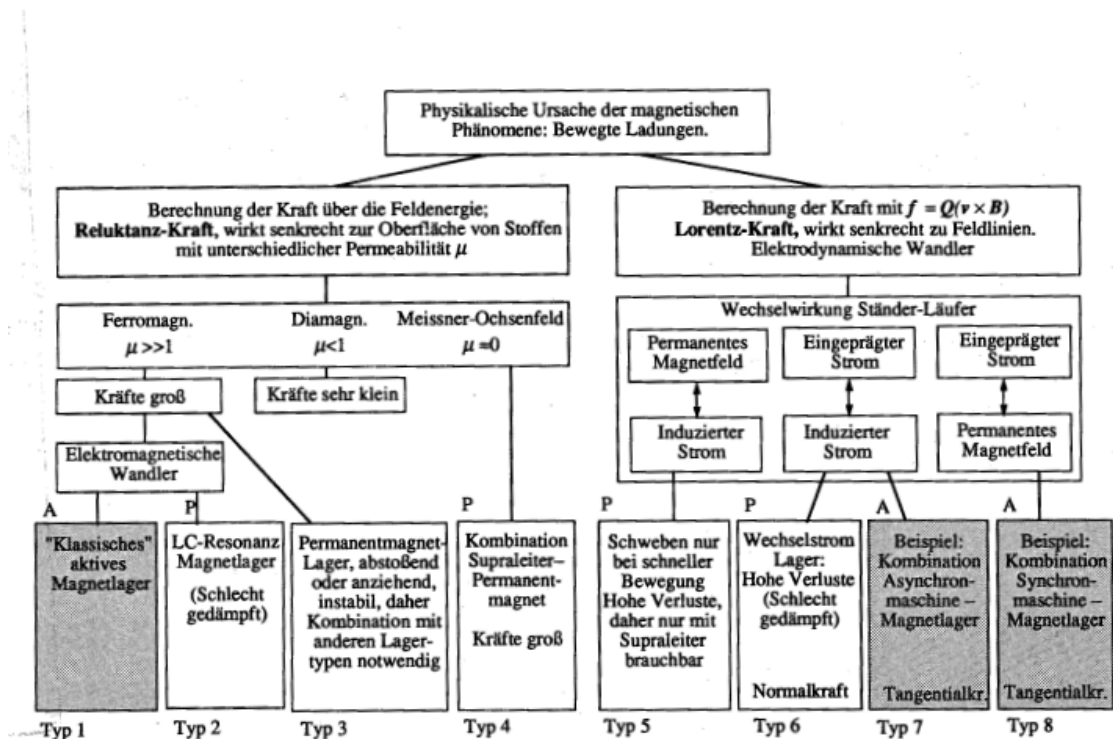 Physikalische Ursache der magnetischen
Phänomene: Bewegte Ladungen.
Berechnung der Kraft über die Feldenergie;
Reluktanz-Kraft, wirkt senkrecht zur Oberfläche von Stoffen
mit unterschiedlicher Permeabilität μ
Berechnung der Kraft mit f = Q(v × B)
Lorentz-Kraft, wirkt senkrecht zu Feldlinien.
Elektrodynamische Wandler
Ferromagn.
μ >>1
Diamagn.
μ<1
Meissner-Ochsenfeld
μ =0
Kräfte groß
Kräfte sehr klein
Elektromagnetische
Wandler
Wechselwirkung Ständer-Läufer
Permanentes
Magnetfeld
Induzierter
Strom
Eingeprägter
Strom
Induzierter
Strom
Eingeprägter
Strom
Permanentes
Magnetfeld
A
"Klassisches"
aktives
Magnetlager
Typ 1
P
LC-Resonanz
Magnetlager
(Schlecht
gedämpft)
Typ 2
Permanentmagnet-
Lager, abstoßend
oder anziehend,
instabil, daher
Kombination mit
anderen Lager-
typen notwendig
Typ 3
P
Kombination
Supraleiter–
Permanent-
magnet
Kräfte groß
Typ 4
P
Schweben nur
bei schneller
Bewegung
Hohe Verluste,
daher nur mit
Supraleiter
brauchbar
Typ 5
P
Wechselstrom
Lager:
Hohe Verluste
(Schlecht
gedämpft)
Normalkraft
Typ 6
A
Beispiel:
Kombination
Asynchron-
maschine –
Magnetlager
Tangentialkr.
Typ 7
A
Beispiel:
Kombination
Synchron-
maschine –
Magnetlager
Tangentialkr.
Typ 8